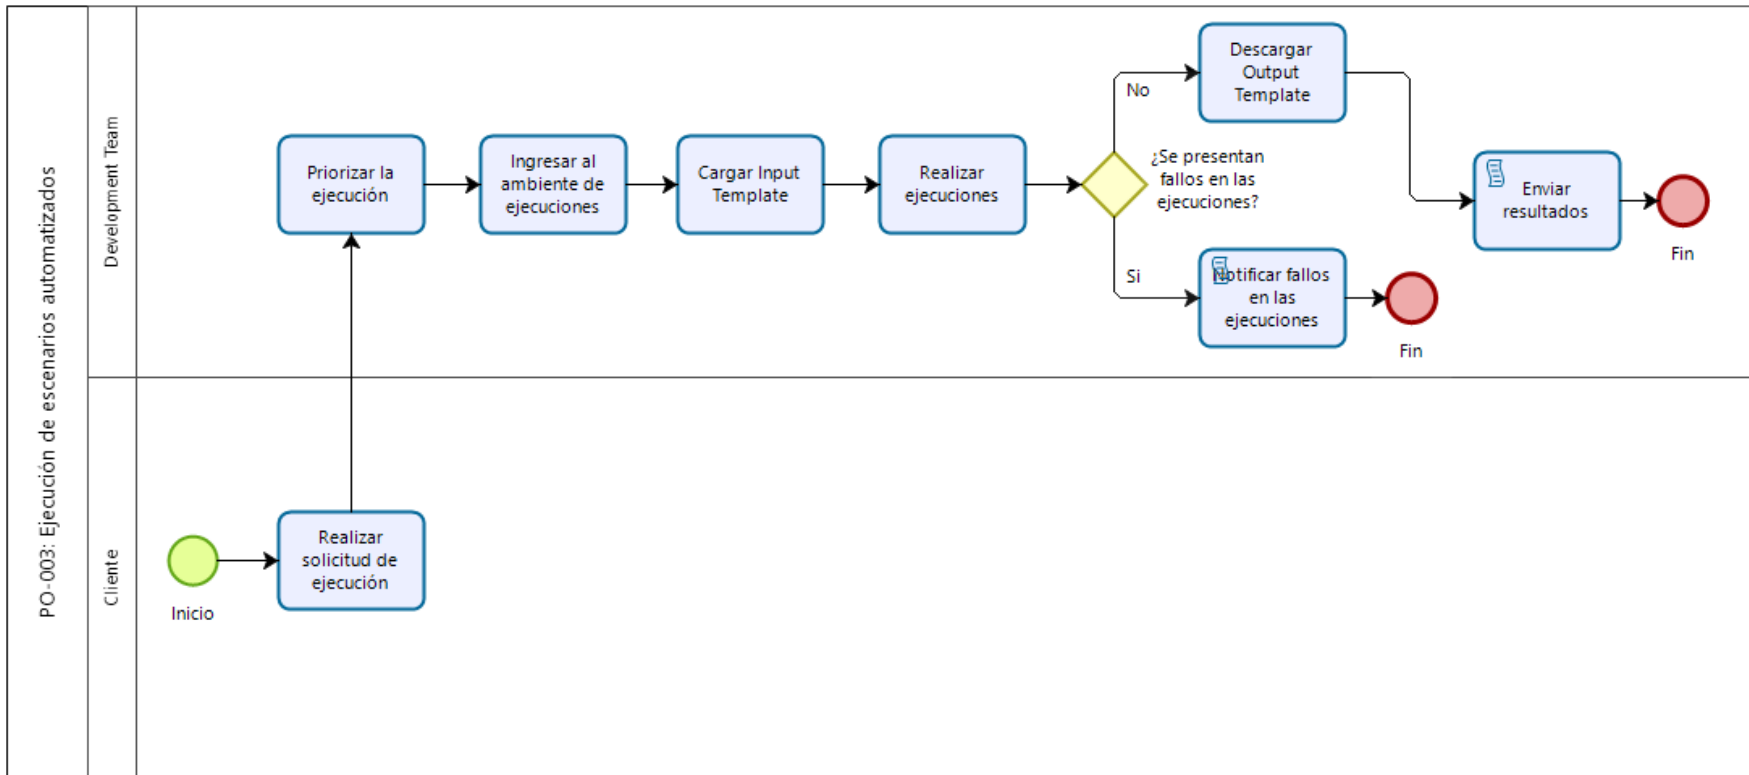 PO-003: Ejecución de escenarios automatizados
Development Team
Priorizar la
ejecución
Ingresar al
ambiente de
ejecuciones
Cargar Input
Template
Realizar
ejecuciones
¿Se presentan
fallos en las
ejecuciones?
No
Descargar
Output
Template
Enviar
resultados
Fin
Si
Notificar fallos
en las
ejecuciones
Fin
Cliente
Inicio
Realizar
solicitud de
ejecución